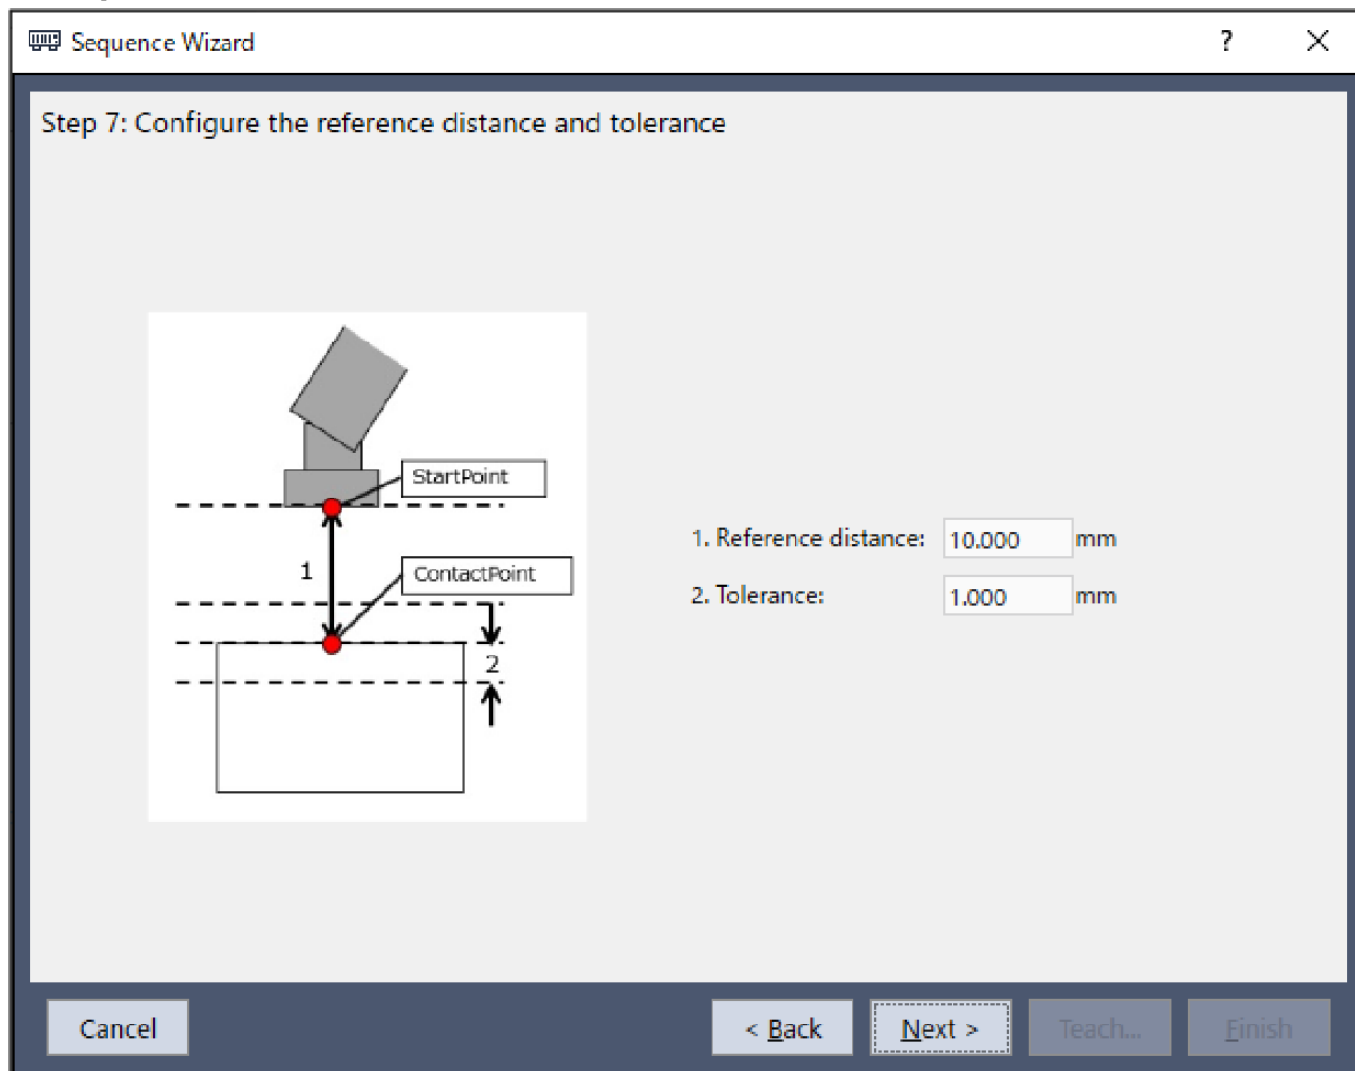 Sequence Wizard
?
Step 7: Configure the reference distance and tolerance
StartPoint
1
ContactPoint
2
1. Reference distance: 10.000 mm
2. Tolerance: 1.000 mm
Cancel
< Back
Next >
Teach...
Finish